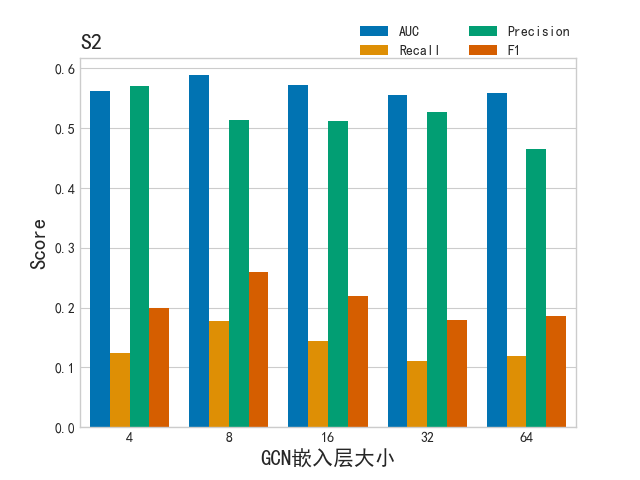 S2
AUC
Recall
Precision
F1
0.6
0.5
0.4
0.3
0.2
0.1
0.0
Score
4 8 16 32 64
GCN嵌入层大小